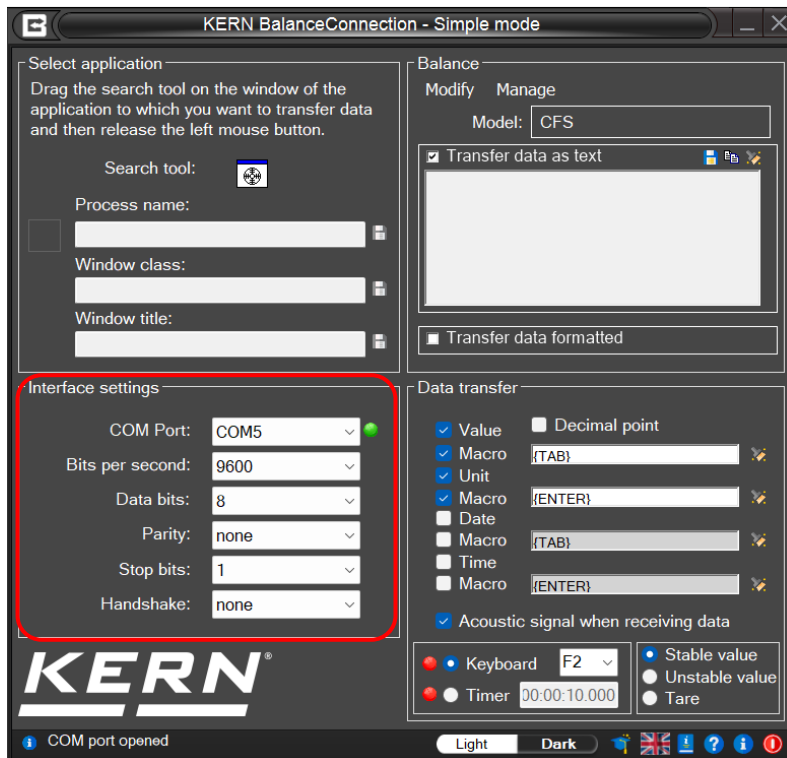 KERN BalanceConnection - Simple mode
Select application
Drag the search tool on the window of the
application to which you want to transfer data
and then release the left mouse button.
Search tool:
Process name:
Window class:
Window title:
Balance
Modify Manage
Model: CFS
Transfer data as text
Transfer data formatted
Interface settings
COM Port: COM5
Bits per second: 9600
Data bits: 8
Parity: none
Stop bits: 1
Handshake: none
Data transfer
Value Decimal point
Macro {TAB}
Unit
Macro {ENTER}
Date
Macro {TAB}
Time
Macro {ENTER}
Acoustic signal when receiving data
Keyboard F2
Timer 00:00:10.000
Stable value
Unstable value
Tare
KERN®
COM port opened
Light Dark